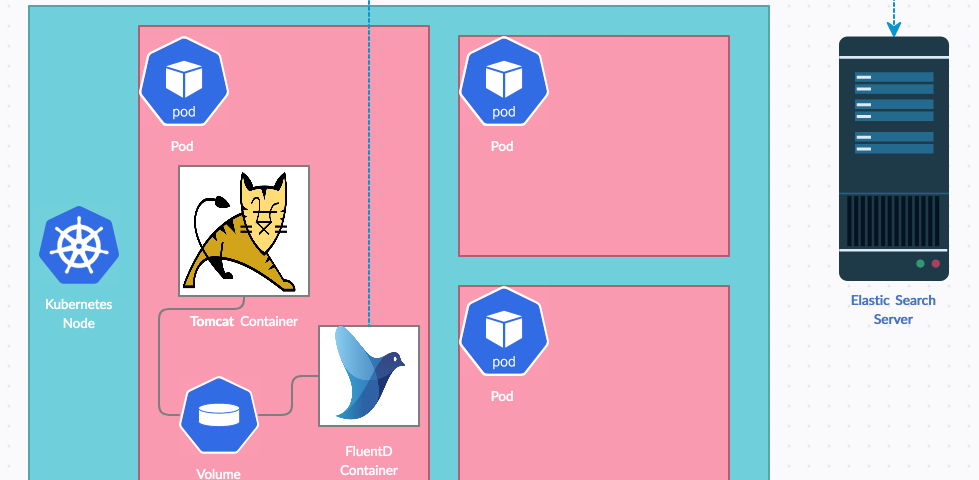 pod
Pod
Tomcat Container
Kubernetes
Node
Volume
FluentD
Container
pod
Pod
pod
Pod
Elastic Search
Server